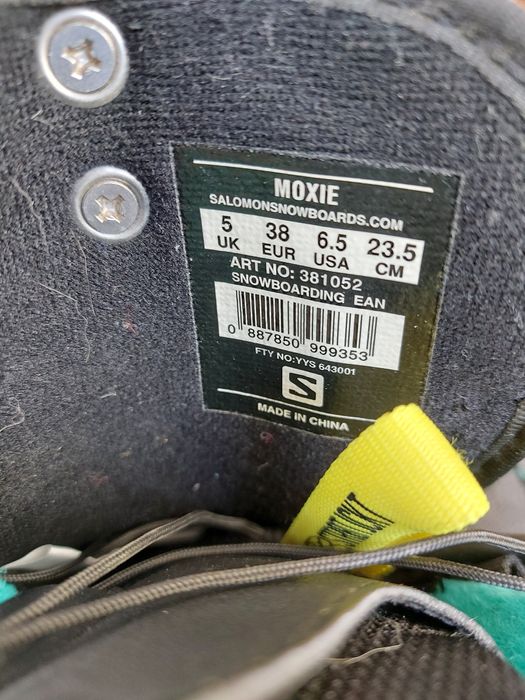 MOXIE
SALOMONSNOWBOARDS.COM
5 38 6.5 23.5
UK EUR USA CM
ART NO: 381052
SNOWBOARDING EAN
0 887850 999353
FTY NO:YYS 643001
S
MADE IN CHINA